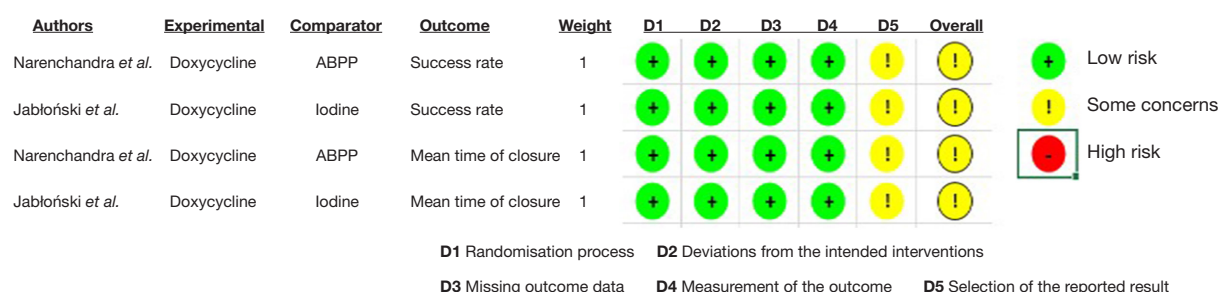 Authors Experimental Comparator Outcome Weight D1 D2 D3 D4 D5 Overall
Narenchandra et al. Doxycycline ABPP Success rate 1 + + + + ! !
Jabłoński et al. Doxycycline Iodine Success rate 1 + + + + ! !
Narenchandra et al. Doxycycline ABPP Mean time of closure 1 + + + + ! !
Jabłoński et al. Doxycycline Iodine Mean time of closure 1 + + + + ! !
+ Low risk
! Some concerns
- High risk
D1 Randomisation process D2 Deviations from the intended interventions
D3 Missing outcome data D4 Measurement of the outcome D5 Selection of the reported result